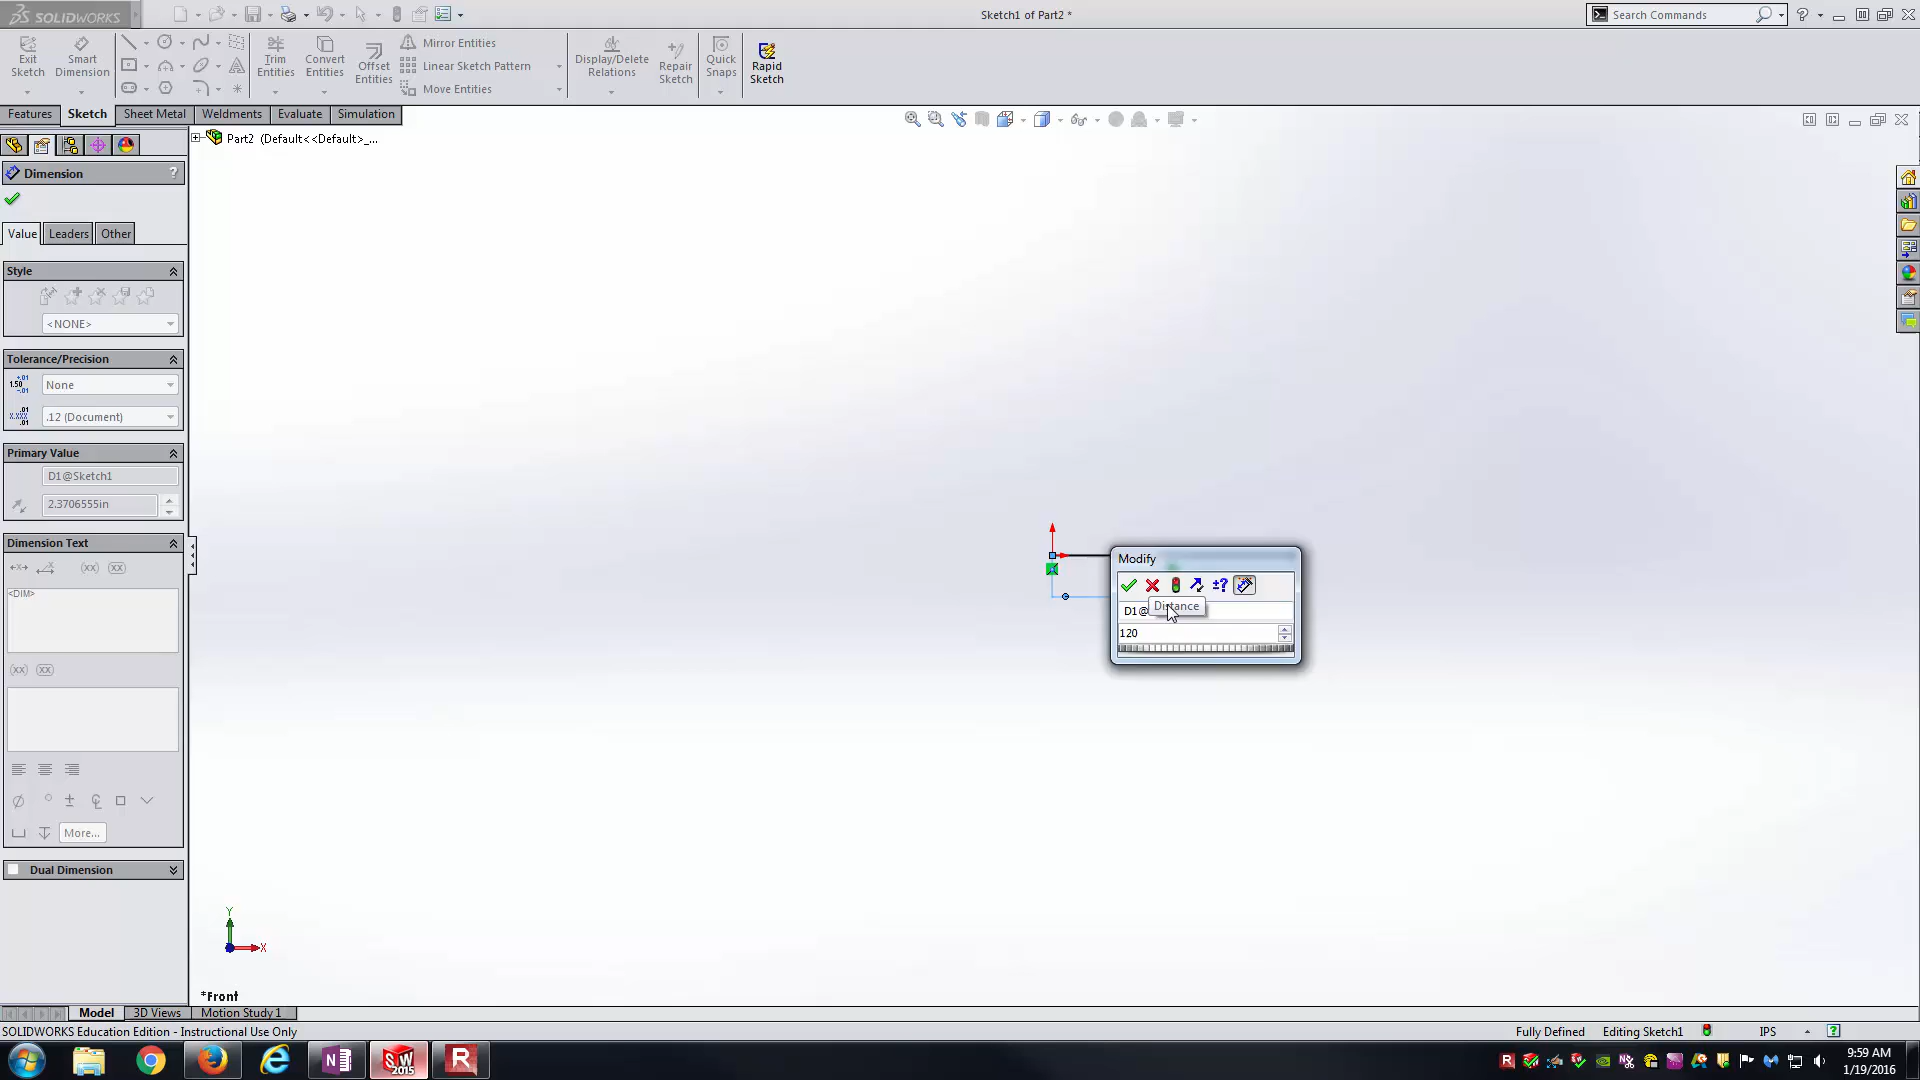 SOLIDWORKS
Sketch1 of Part2 *
Search Commands
Exit Sketch
Smart Dimension
Trim Entities
Convert Entities
Offset Entities
Mirror Entities
Linear Sketch Pattern
Move Entities
Display/Delete Relations
Repair Sketch
Quick Snaps
Rapid Sketch
Features
Sketch
Sheet Metal
Weldments
Evaluate
Simulation
Part2 (Default<<Default>_...
Dimension
?
Value
Leaders
Other
Style
<NONE>
Tolerance/Precision
None
.12 (Document)
Primary Value
D1@Sketch1
2.3706555in
Dimension Text
<DIM>
More...
Dual Dimension
Modify
D1@
Distance
120
Y
X
*Front
Model
3D Views
Motion Study 1
SOLIDWORKS Education Edition - Instructional Use Only
Fully Defined
Editing Sketch1
IPS
9:59 AM
1/19/2016